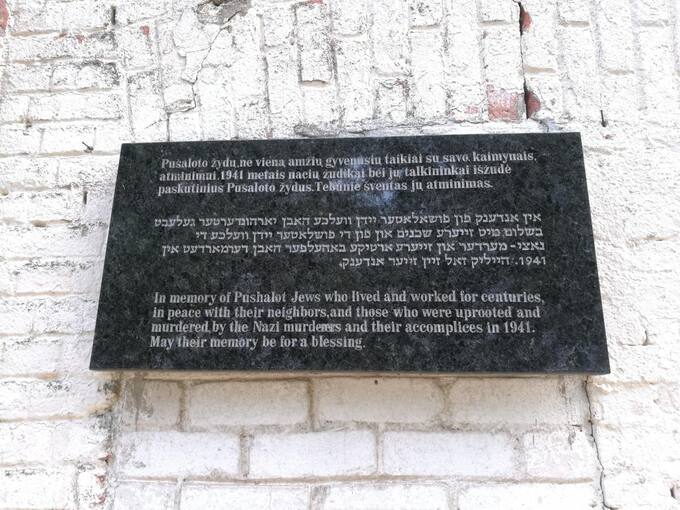 Pušaloto žydų, ne vieną amžių gyvenusių taikiai su savo kaimynais,
atminimui. 1941 metais nacių žudikai bei jų talkininkai išžudė
paskutinius Pušaloto žydus. Tebūnie šventas jų atminimas.
אין אנדענק פון פושאלאטער יידן וועלכע האבן יארהונדערטער געלעבט
בשלום מיט זייערע שכנים און פון די פושלאטער יידן וועלכע די
נאצי- מערדער און זייערע ארטיקע באהעלפער האבן דערמארדעט אין
1941. הייליק זאל זיין זייער אנדענק.
In memory of Pushalot Jews who lived and worked for centuries,
in peace with their neighbors, and those who were uprooted and
murdered, by the Nazi murderers and their accomplices in 1941.
May their memory be for a blessing.